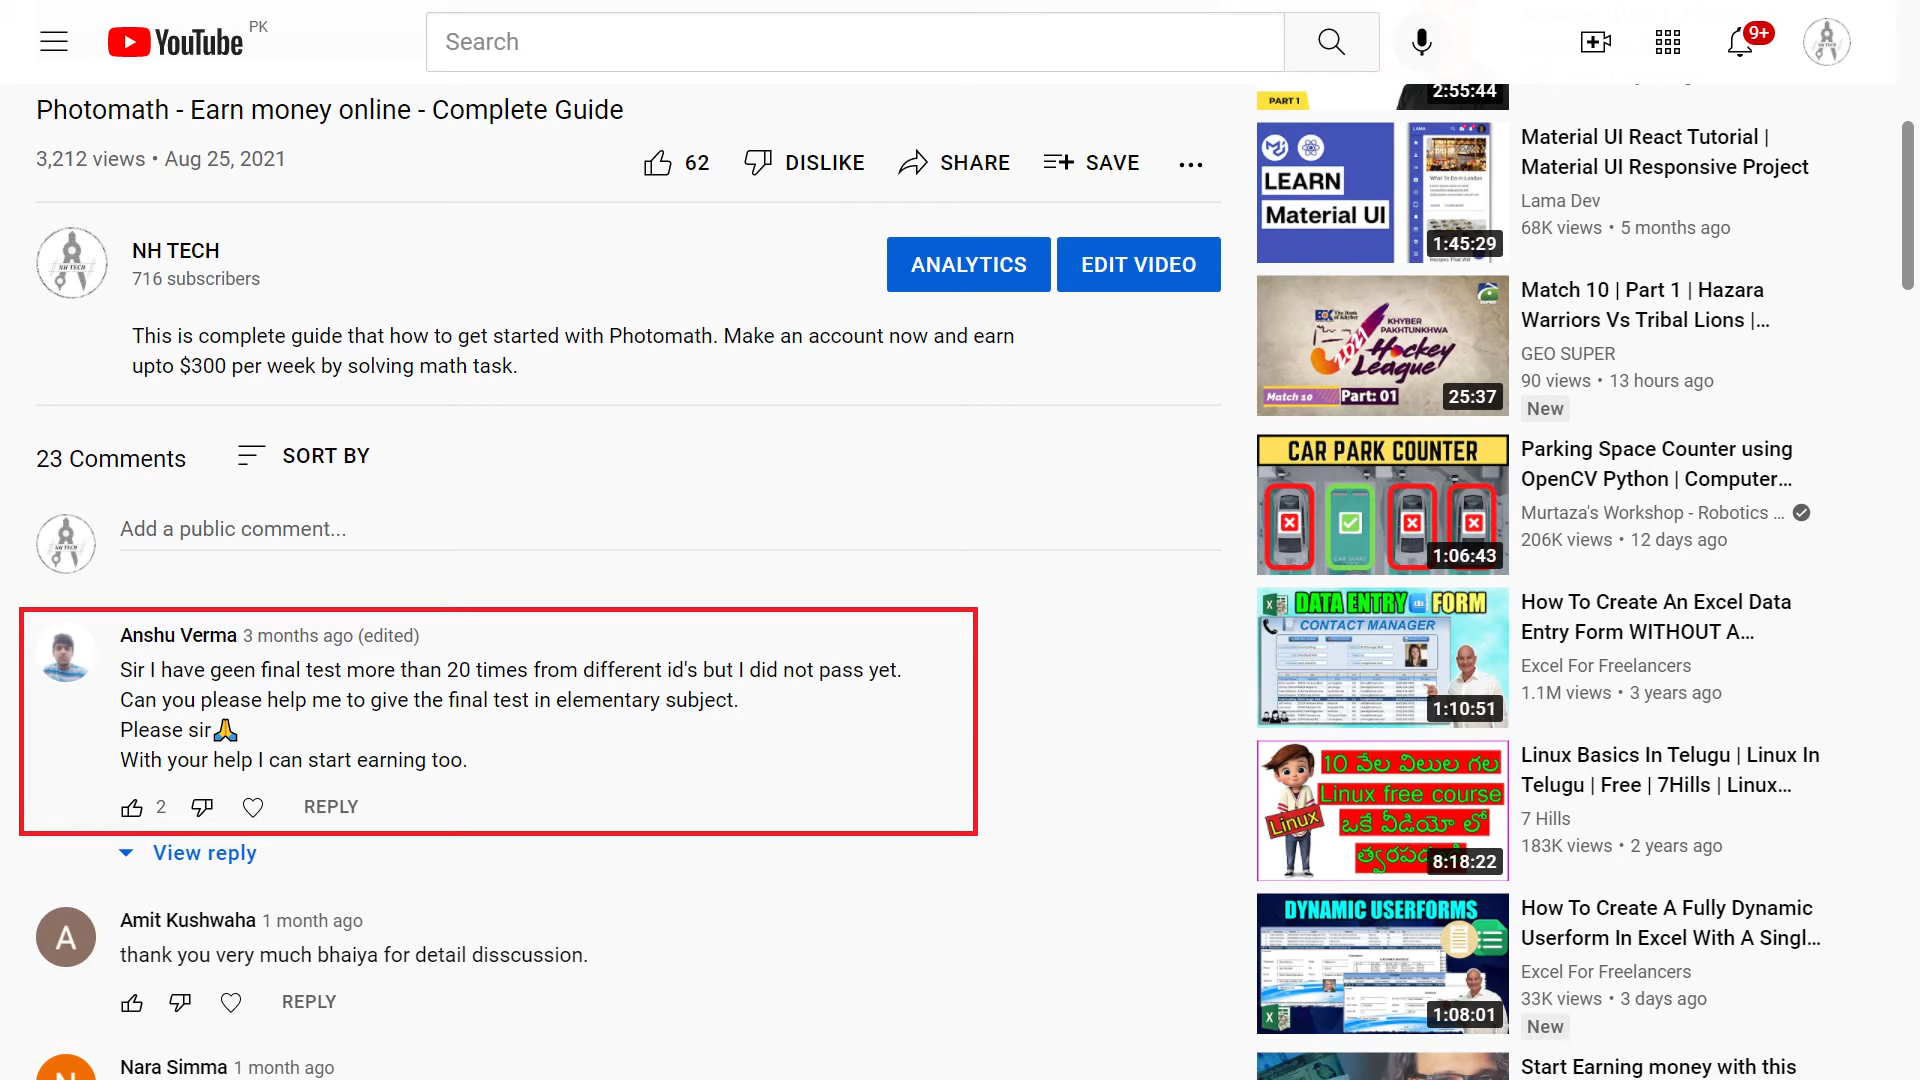 YouTube PK
Search
9+
Photomath - Earn money online - Complete Guide
3,212 views • Aug 25, 2021
62 DISLIKE SHARE SAVE ...
NH TECH
716 subscribers
ANALYTICS EDIT VIDEO
This is complete guide that how to get started with Photomath. Make an account now and earn
upto $300 per week by solving math task.
23 Comments SORT BY
NH TECH
Add a public comment...
Anshu Verma 3 months ago (edited)
Sir I have geen final test more than 20 times from different id's but I did not pass yet.
Can you please help me to give the final test in elementary subject.
Please sir🙏
With your help I can start earning too.
2 REPLY
View reply
A
Amit Kushwaha 1 month ago
thank you very much bhaiya for detail disscussion.
REPLY
Nara Simma 1 month ago
PART 1
2:55:44
LEARN
Material UI
1:45:29
Material UI React Tutorial |
Material UI Responsive Project
Lama Dev
68K views • 5 months ago
The Bank of Khyber
KHYBER
PAKHTUNKHWA
2021
Hockey
League
Match 10 Part: 01
25:37
Match 10 | Part 1 | Hazara
Warriors Vs Tribal Lions |...
GEO SUPER
90 views • 13 hours ago
New
CAR PARK COUNTER
1:06:43
Parking Space Counter using
OpenCV Python | Computer...
Murtaza's Workshop - Robotics ...
206K views • 12 days ago
DATA ENTRY FORM
CONTACT MANAGER
1:10:51
How To Create An Excel Data
Entry Form WITHOUT A...
Excel For Freelancers
1.1M views • 3 years ago
10 వేల విలువ గల
Linux free course
ఒకే వీడియో లో
Linux
8:18:22
Linux Basics In Telugu | Linux In
Telugu | Free | 7Hills | Linux...
7 Hills
183K views • 2 years ago
DYNAMIC USERFORMS
1:08:01
How To Create A Fully Dynamic
Userform In Excel With A Singl...
Excel For Freelancers
33K views • 3 days ago
New
Start Earning money with this